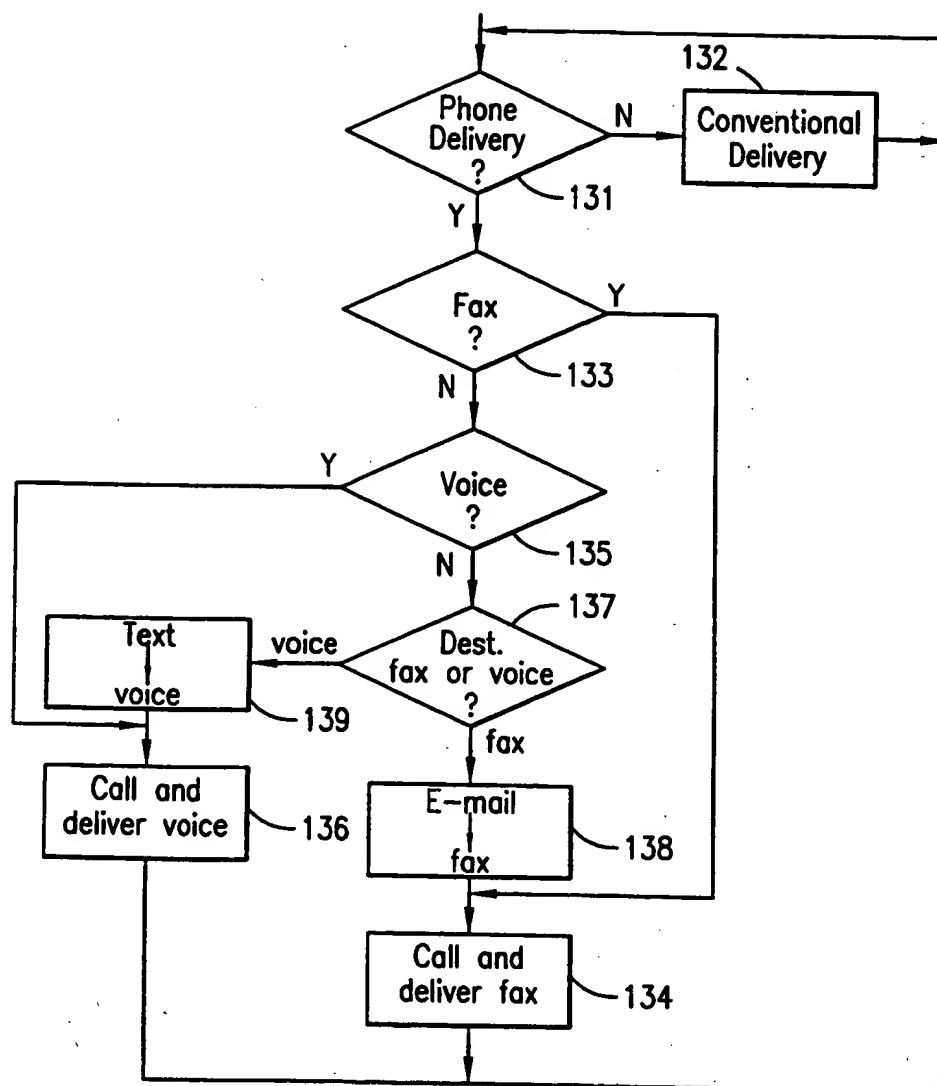 132
Phone
Delivery
?
N
Conventional
Delivery
131
Y
Fax
?
Y
133
N
Y
Voice
?
135
N
137
Text
voice
voice
Dest.
fax or voice
?
139
fax
Call and
deliver voice
136
E-mail
fax
138
Call and
deliver fax
134